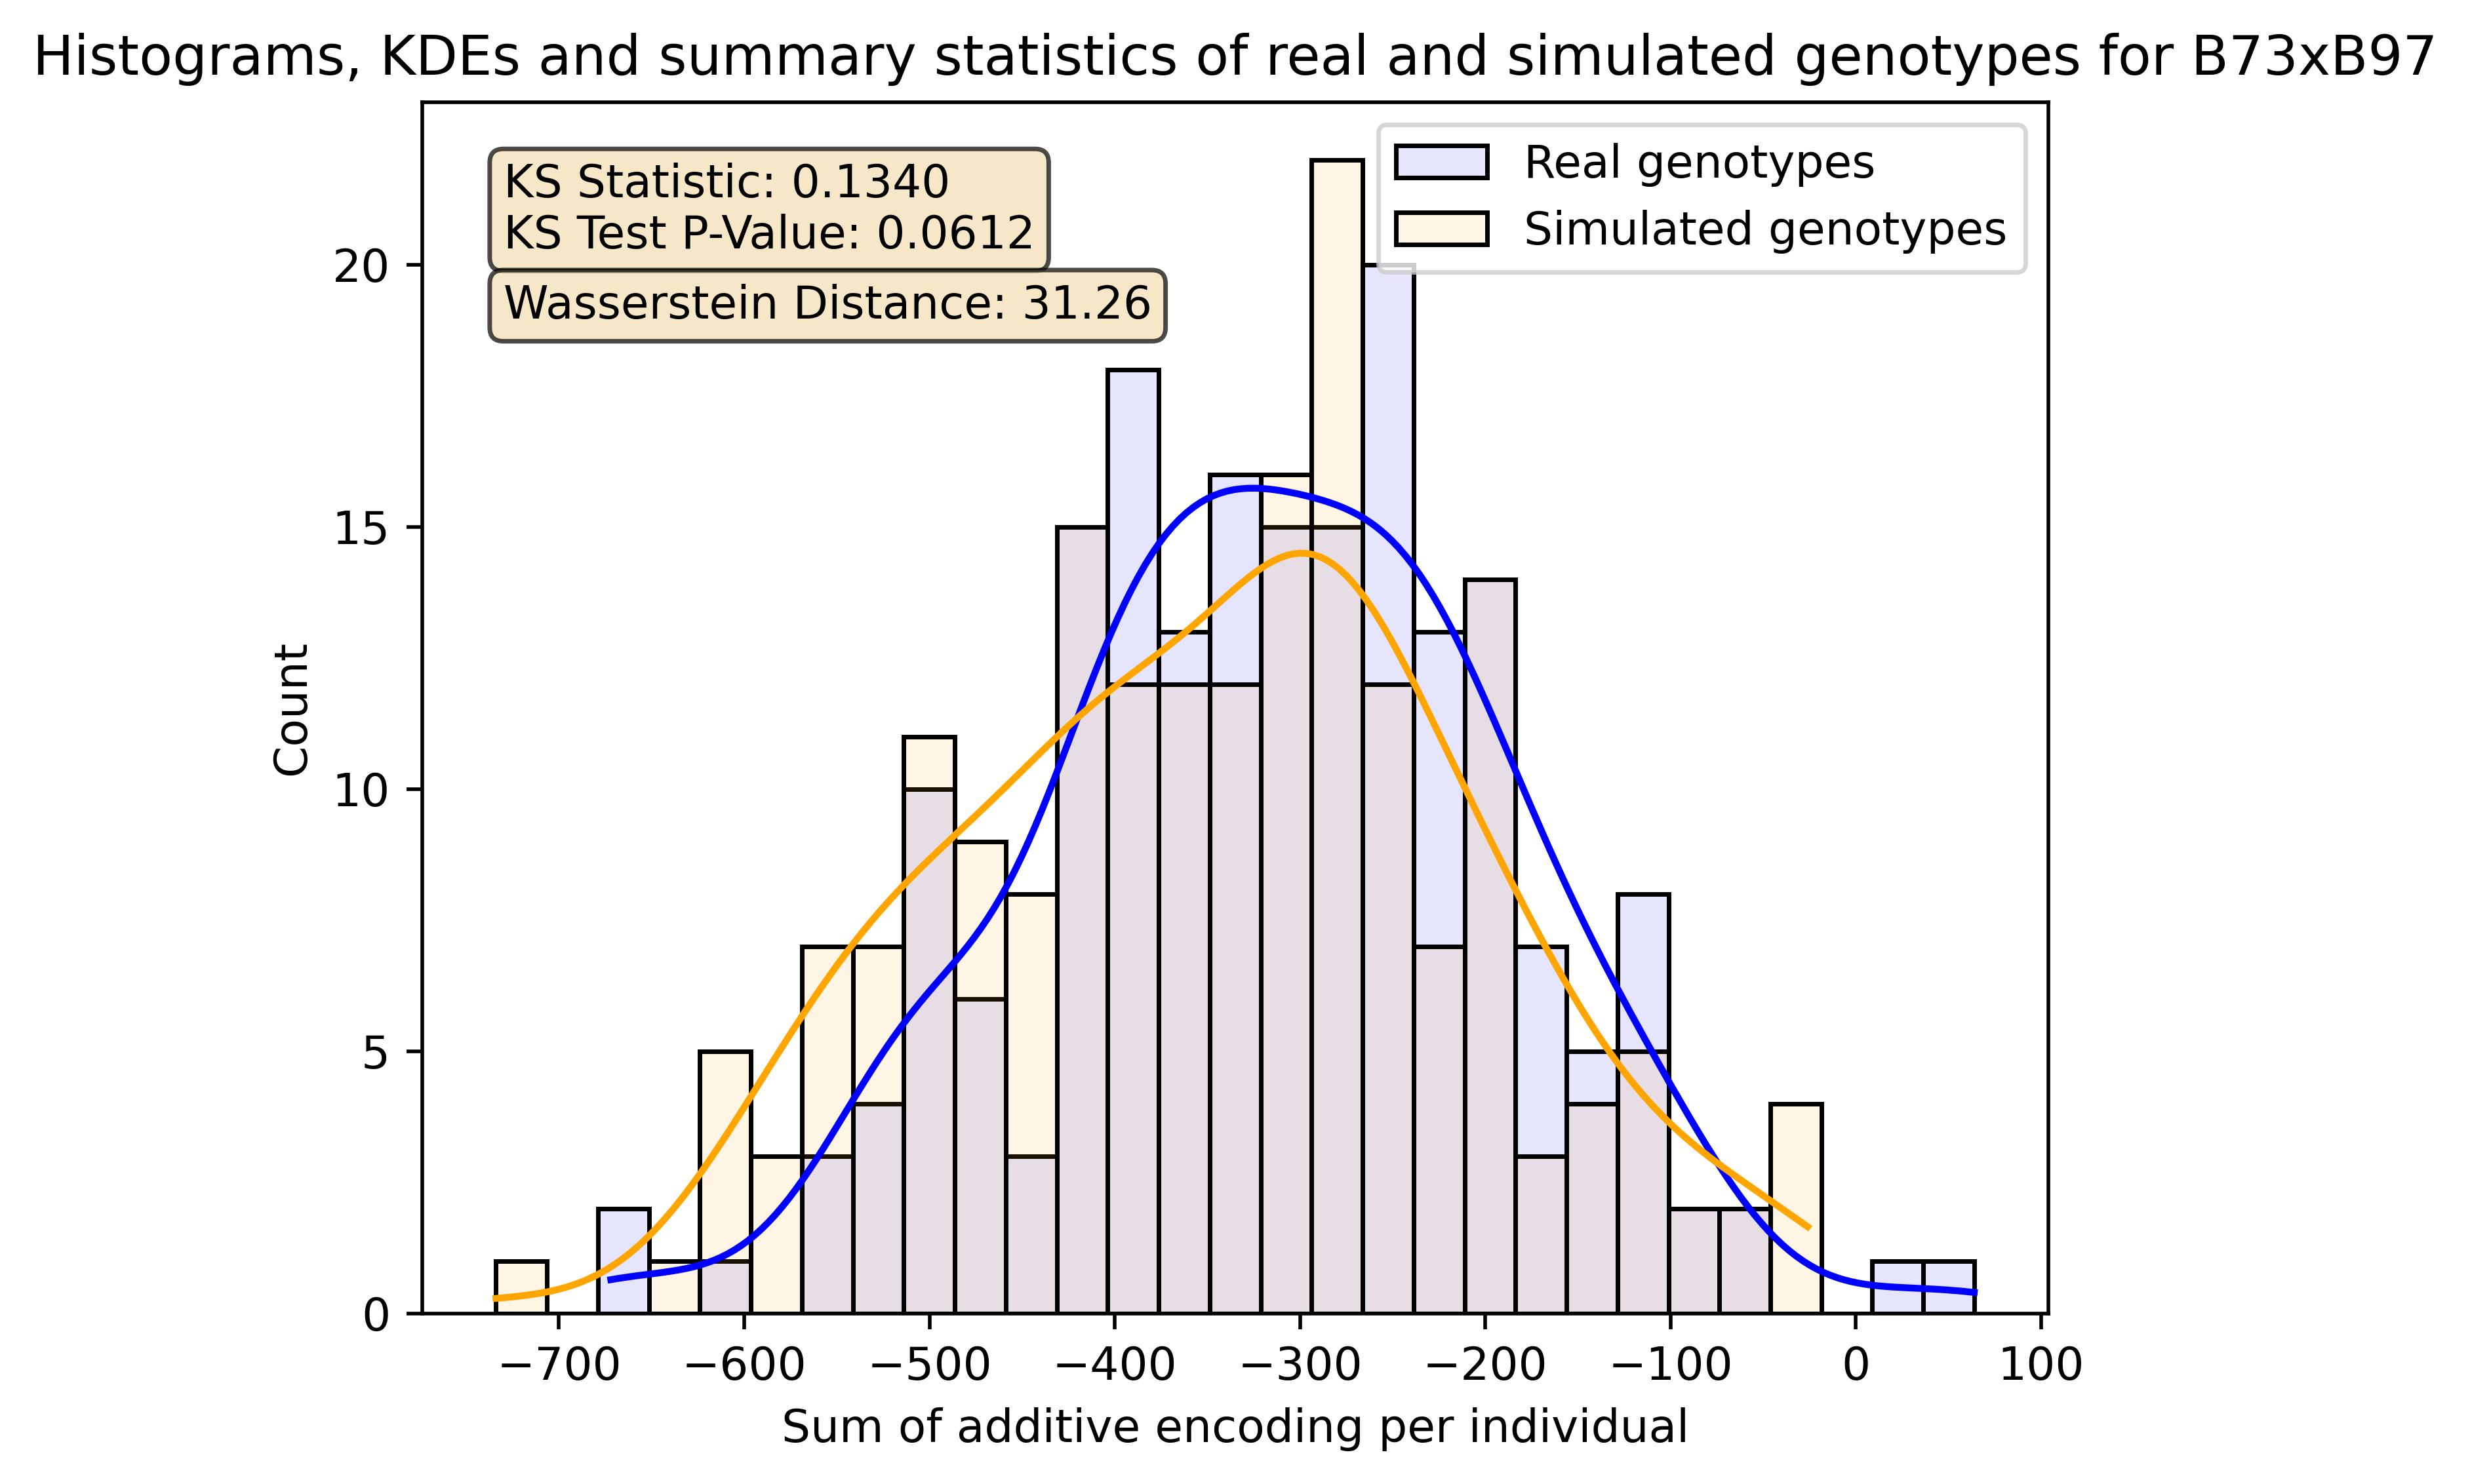 Histograms, KDEs and summary statistics of real and simulated genotypes for B73xB97
KS Statistic: 0.1340
KS Test P-Value: 0.0612
Wasserstein Distance: 31.26
Real genotypes
Simulated genotypes
Count
20
15
10
5
0
−700 −600 −500 −400 −300 −200 −100 0 100
Sum of additive encoding per individual